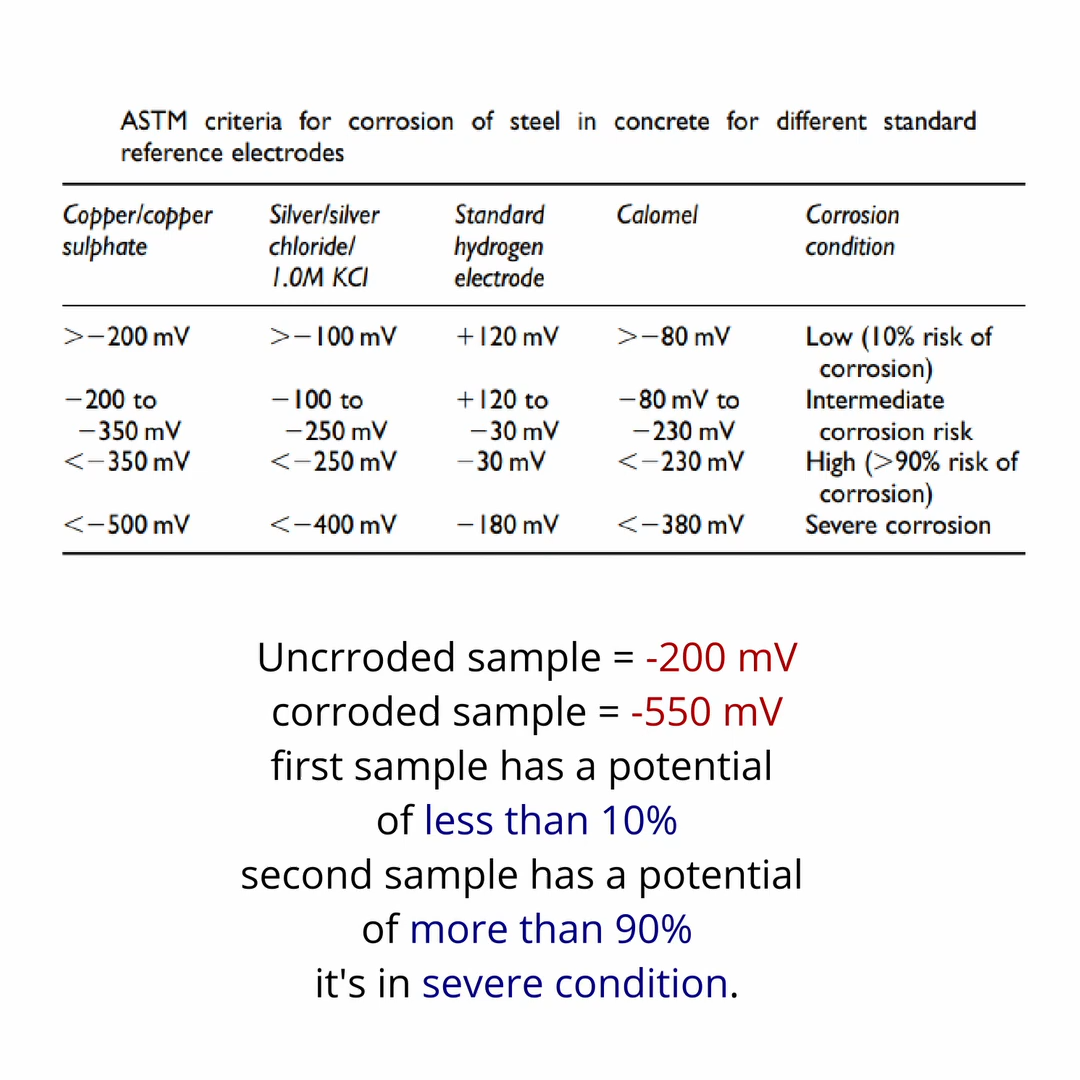 ASTM criteria for corrosion of steel in concrete for different standard
reference electrodes
Copper/copper sulphate Silver/silver chloride/ 1.0M KCl Standard hydrogen electrode Calomel Corrosion condition
>−200 mV >−100 mV +120 mV >−80 mV Low (10% risk of corrosion)
−200 to −350 mV −100 to −250 mV +120 to −30 mV −80 mV to −230 mV Intermediate corrosion risk
<−350 mV <−250 mV −30 mV <−230 mV High (>90% risk of corrosion)
<−500 mV <−400 mV −180 mV <−380 mV Severe corrosion
Uncrroded sample = -200 mV
corroded sample = -550 mV
first sample has a potential
of less than 10%
second sample has a potential
of more than 90%
it's in severe condition.